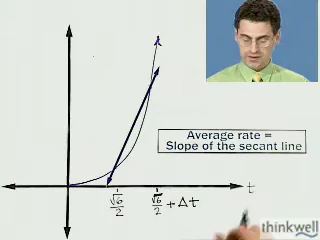 Average rate =
Slope of the secant line
t
√6/2 √6/2 + Δt
thinkwell